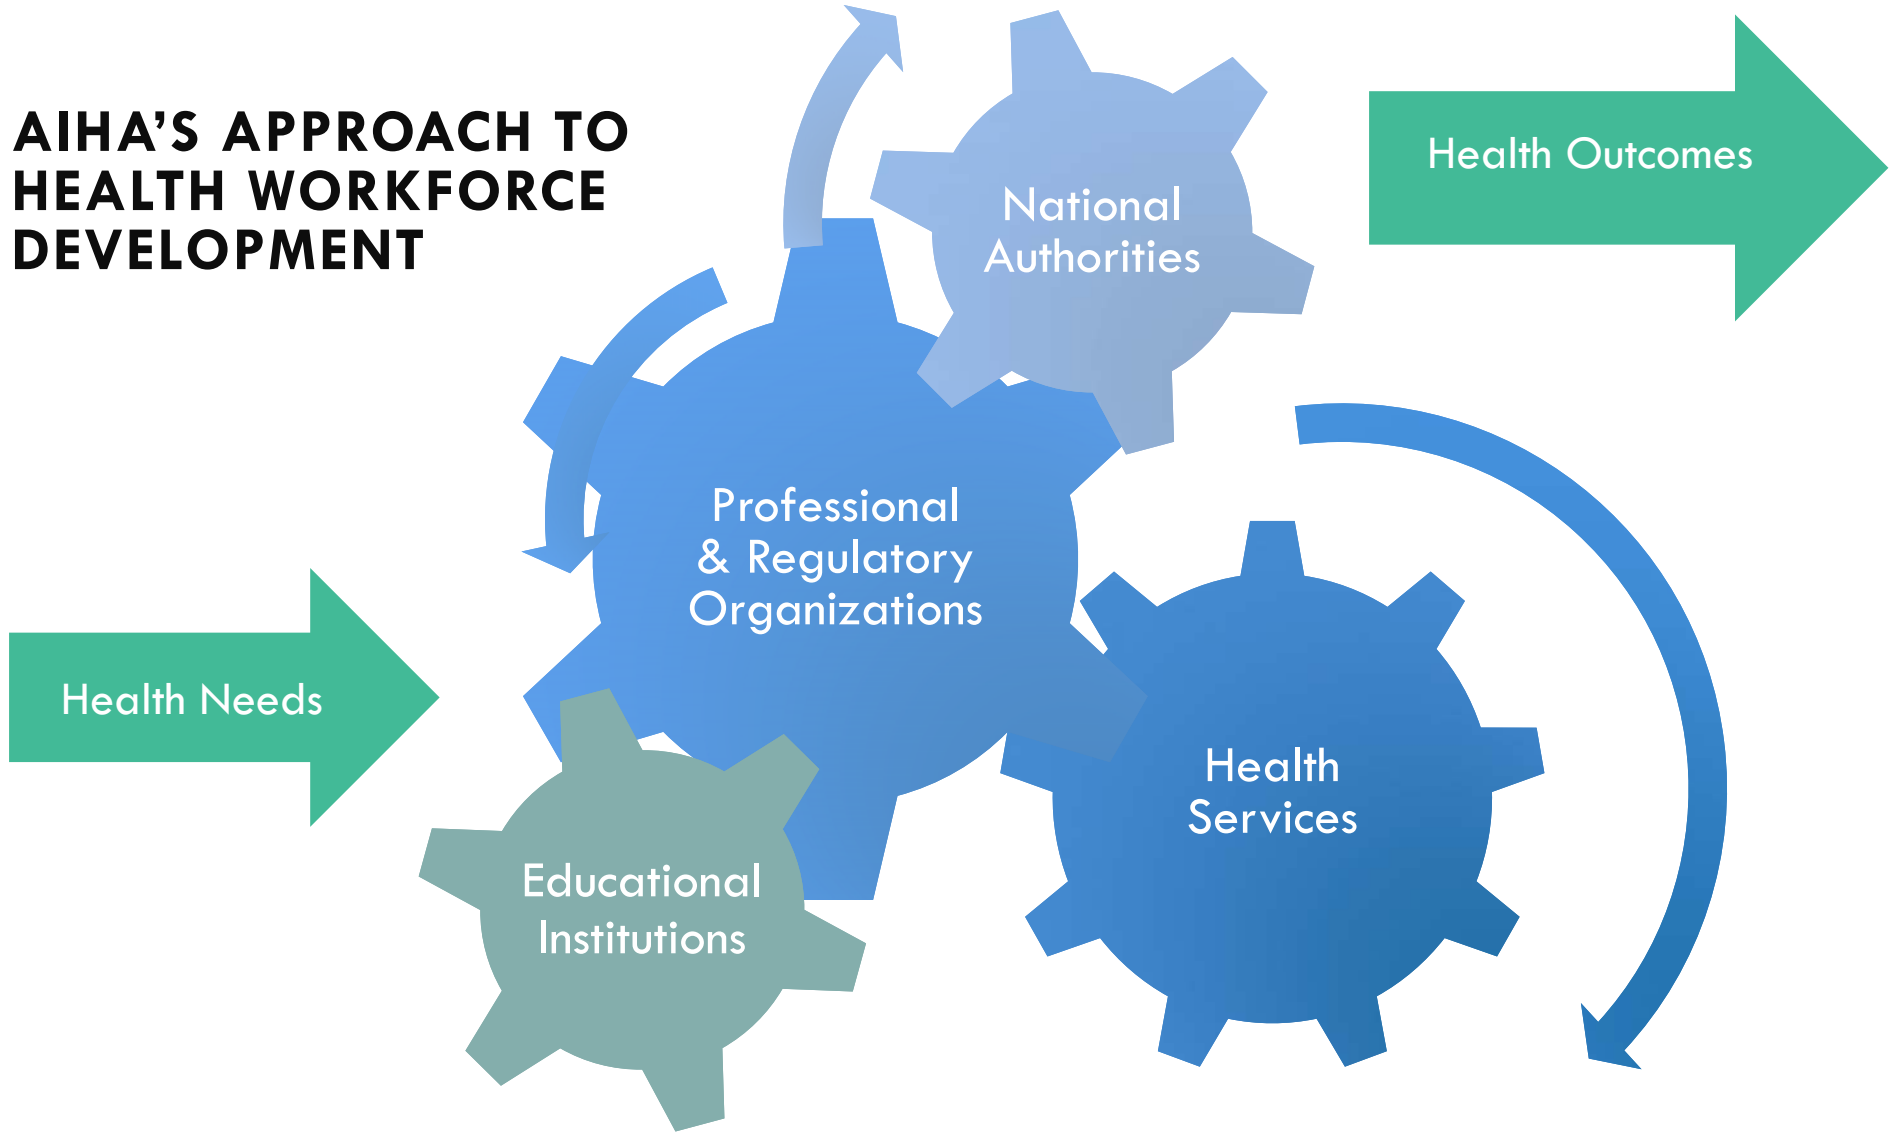 AIHA’S APPROACH TO
HEALTH WORKFORCE
DEVELOPMENT
National
Authorities
Health Outcomes
Professional
& Regulatory
Organizations
Health Needs
Health
Services
Educational
Institutions